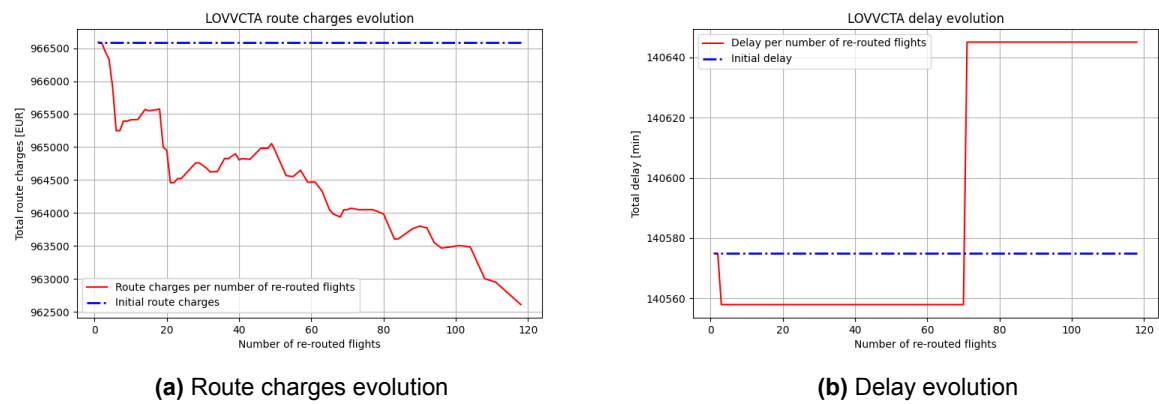 LOVVCTA route charges evolution
Total route charges [EUR]
966500
966000
965500
965000
964500
964000
963500
963000
962500
Route charges per number of re-routed flights
Initial route charges
0 20 40 60 80 100 120
Number of re-routed flights
(a) Route charges evolution
LOVVCTA delay evolution
Delay per number of re-routed flights
Initial delay
Total delay [min]
140640
140620
140600
140580
140560
0 20 40 60 80 100 120
Number of re-routed flights
(b) Delay evolution